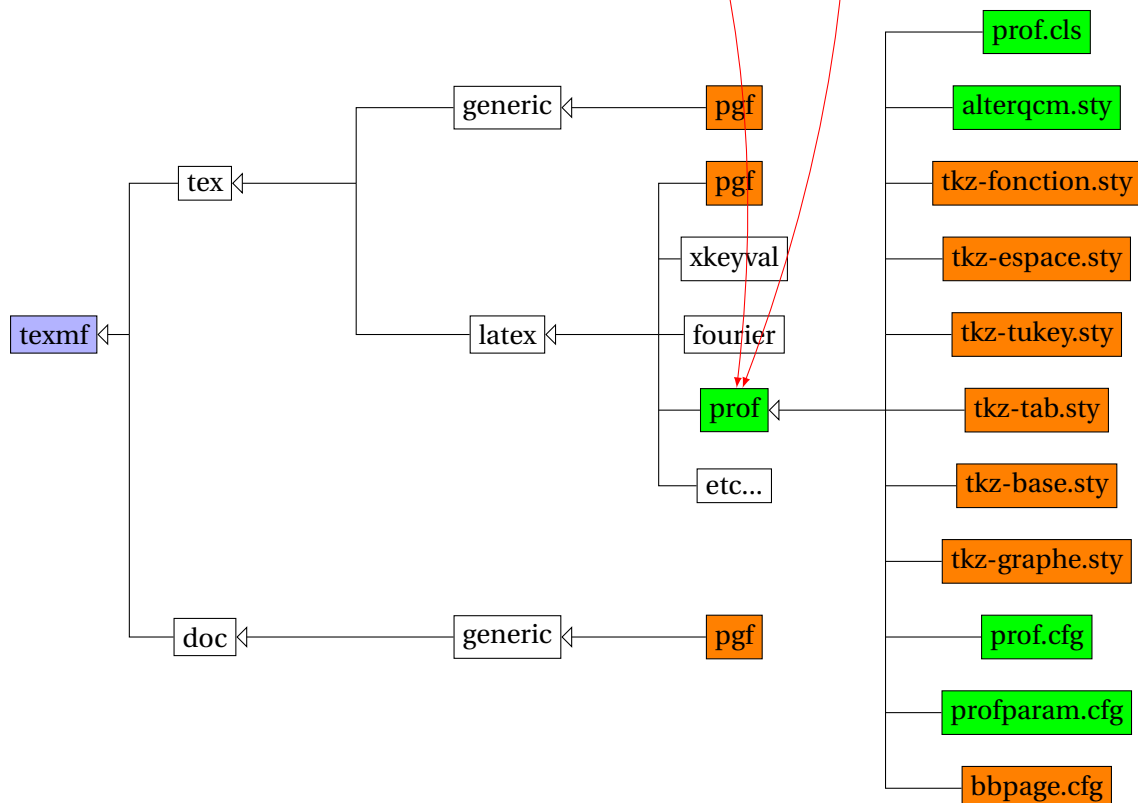 prof.cls
generic
pgf
alterqcm.sty
tex
pgf
tkz-fonction.sty
xkeyval
tkz-espace.sty
texmf
latex
fourier
tkz-tukey.sty
prof
tkz-tab.sty
etc...
tkz-base.sty
tkz-graphe.sty
doc
generic
pgf
prof.cfg
profparam.cfg
bbpage.cfg